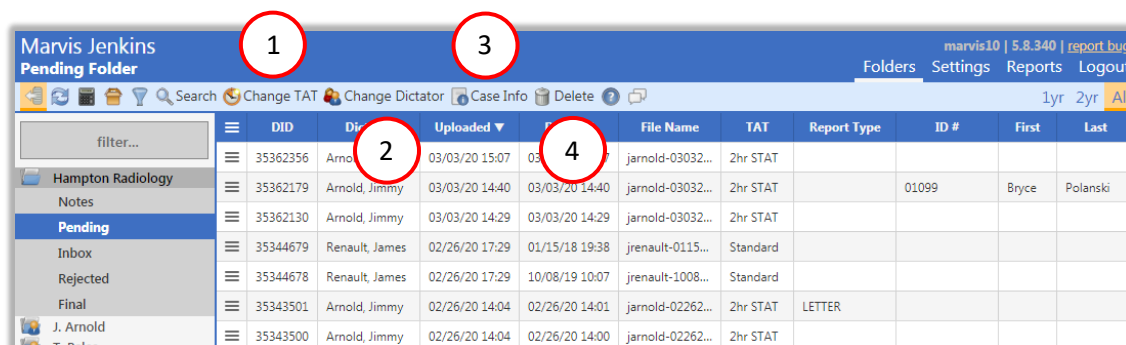 1
3
Marvis Jenkins
marvis10 | 5.8.340 | report bug
Pending Folder
Folders Settings Reports Logout
Search Change TAT Change Dictator Case Info Delete
1yr 2yr
filter...
DID Uploaded ▼ File Name TAT Report Type ID # First Last
2
4
35362356 03/03/20 15:07 jarnold-03032... 2hr STAT
Hampton Radiology
35362179 Arnold, Jimmy 03/03/20 14:40 03/03/20 14:40 jarnold-03032... 2hr STAT 01099 Bryce Polanski
Notes
35362130 Arnold, Jimmy 03/03/20 14:29 03/03/20 14:29 jarnold-03032... 2hr STAT
Pending
35344679 Renault, James 02/26/20 17:29 01/15/18 19:38 jrenault-0115... Standard
Inbox
35344678 Renault, James 02/26/20 17:29 10/08/19 10:07 jrenault-1008... Standard
Rejected
35343501 Arnold, Jimmy 02/26/20 14:04 02/26/20 14:01 jarnold-02262... 2hr STAT LETTER
Final
J. Arnold
35343500 Arnold, Jimmy 02/26/20 14:04 02/26/20 14:00 jarnold-02262... 2hr STAT